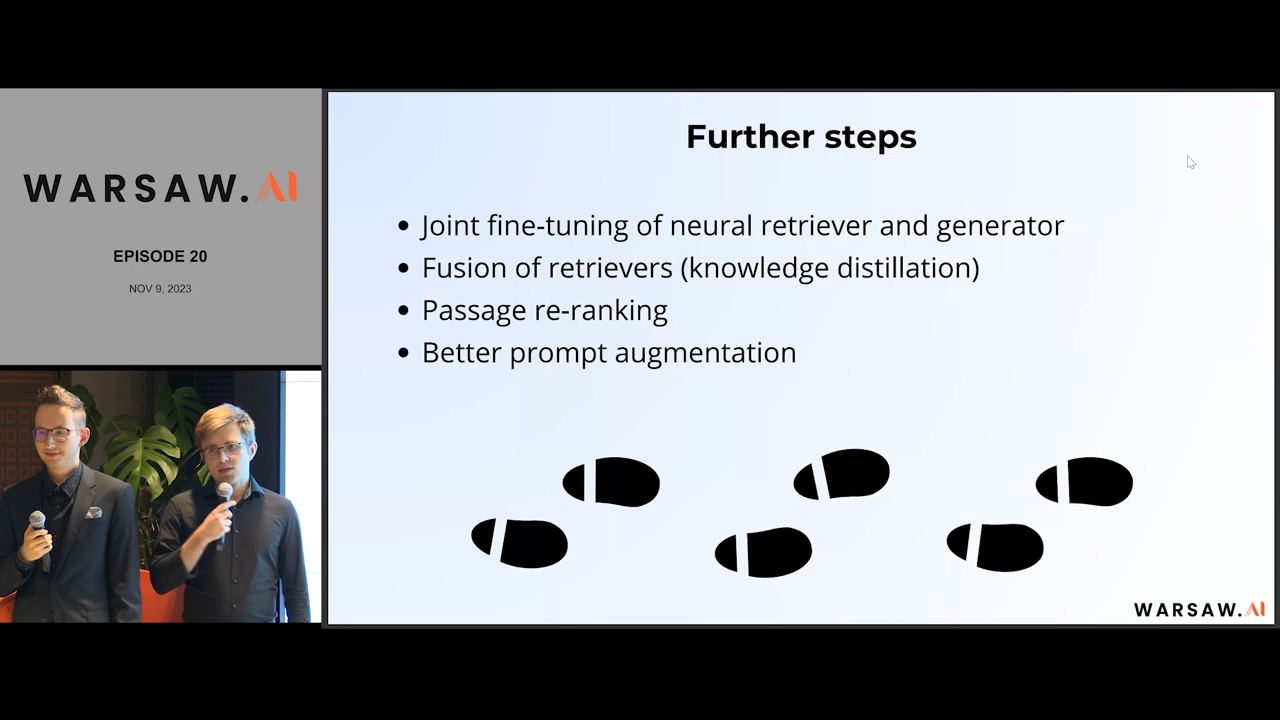 WARSAW.AI
EPISODE 20
NOV 9, 2023
Further steps
• Joint fine-tuning of neural retriever and generator
• Fusion of retrievers (knowledge distillation)
• Passage re-ranking
• Better prompt augmentation
WARSAW.AI